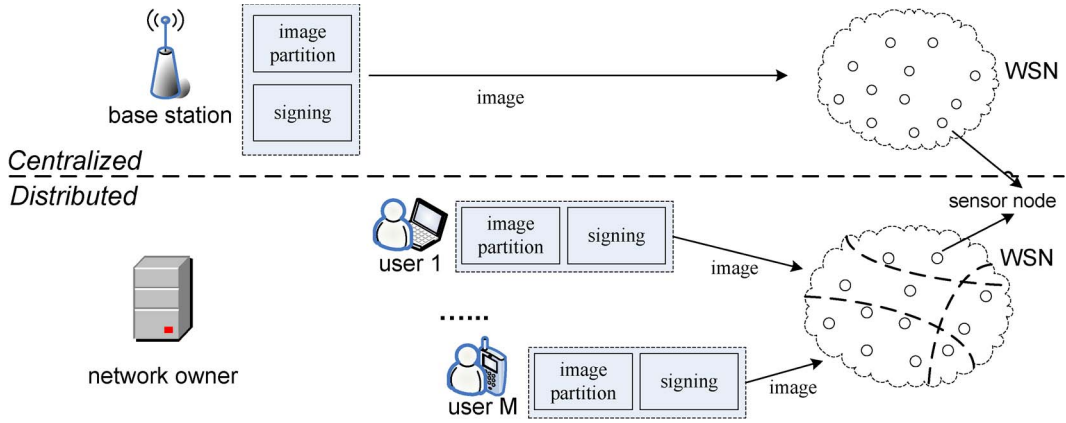 image
partition
signing
base station
image
WSN
Centralized
Distributed
sensor node
image
partition
signing
user 1
image
WSN
......
network owner
image
partition
signing
user M
image